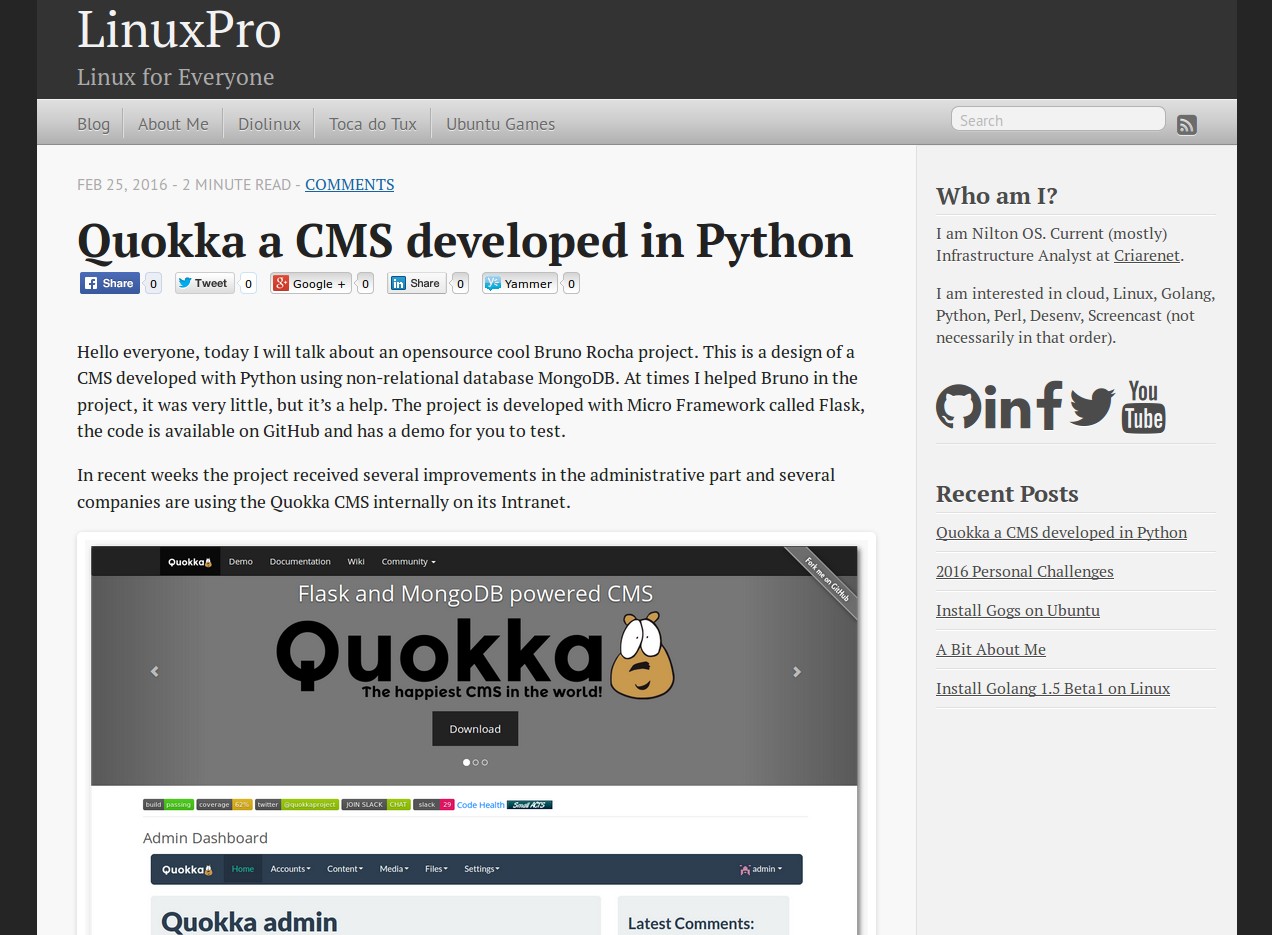 LinuxPro
Linux for Everyone
Blog
About Me
Diolinux
Toca do Tux
Ubuntu Games
Search
FEB 25, 2016 - 2 MINUTE READ - COMMENTS
Quokka a CMS developed in Python
Share 0
Tweet 0
Google + 0
Share 0
Yammer 0
Hello everyone, today I will talk about an opensource cool Bruno Rocha project. This is a design of a
CMS developed with Python using non-relational database MongoDB. At times I helped Bruno in the
project, it was very little, but it’s a help. The project is developed with Micro Framework called Flask,
the code is available on GitHub and has a demo for you to test.
In recent weeks the project received several improvements in the administrative part and several
companies are using the Quokka CMS internally on its Intranet.
Quokka
Demo
Documentation
Wiki
Community
Fork me on GitHub
Flask and MongoDB powered CMS
Quokka
The happiest CMS in the world!
Download
build passing
coverage 62%
twitter @quokkaproject
JOIN SLACK CHAT
slack 29
Code Health
Small ACTS
Admin Dashboard
Quokka
Home
Accounts
Content
Media
Files
Settings
admin
Quokka admin
Latest Comments:
Who am I?
I am Nilton OS. Current (mostly)
Infrastructure Analyst at Criarenet.
I am interested in cloud, Linux, Golang,
Python, Perl, Desenv, Screencast (not
necessarily in that order).
in
You
Tube
Recent Posts
Quokka a CMS developed in Python
2016 Personal Challenges
Install Gogs on Ubuntu
A Bit About Me
Install Golang 1.5 Beta1 on Linux